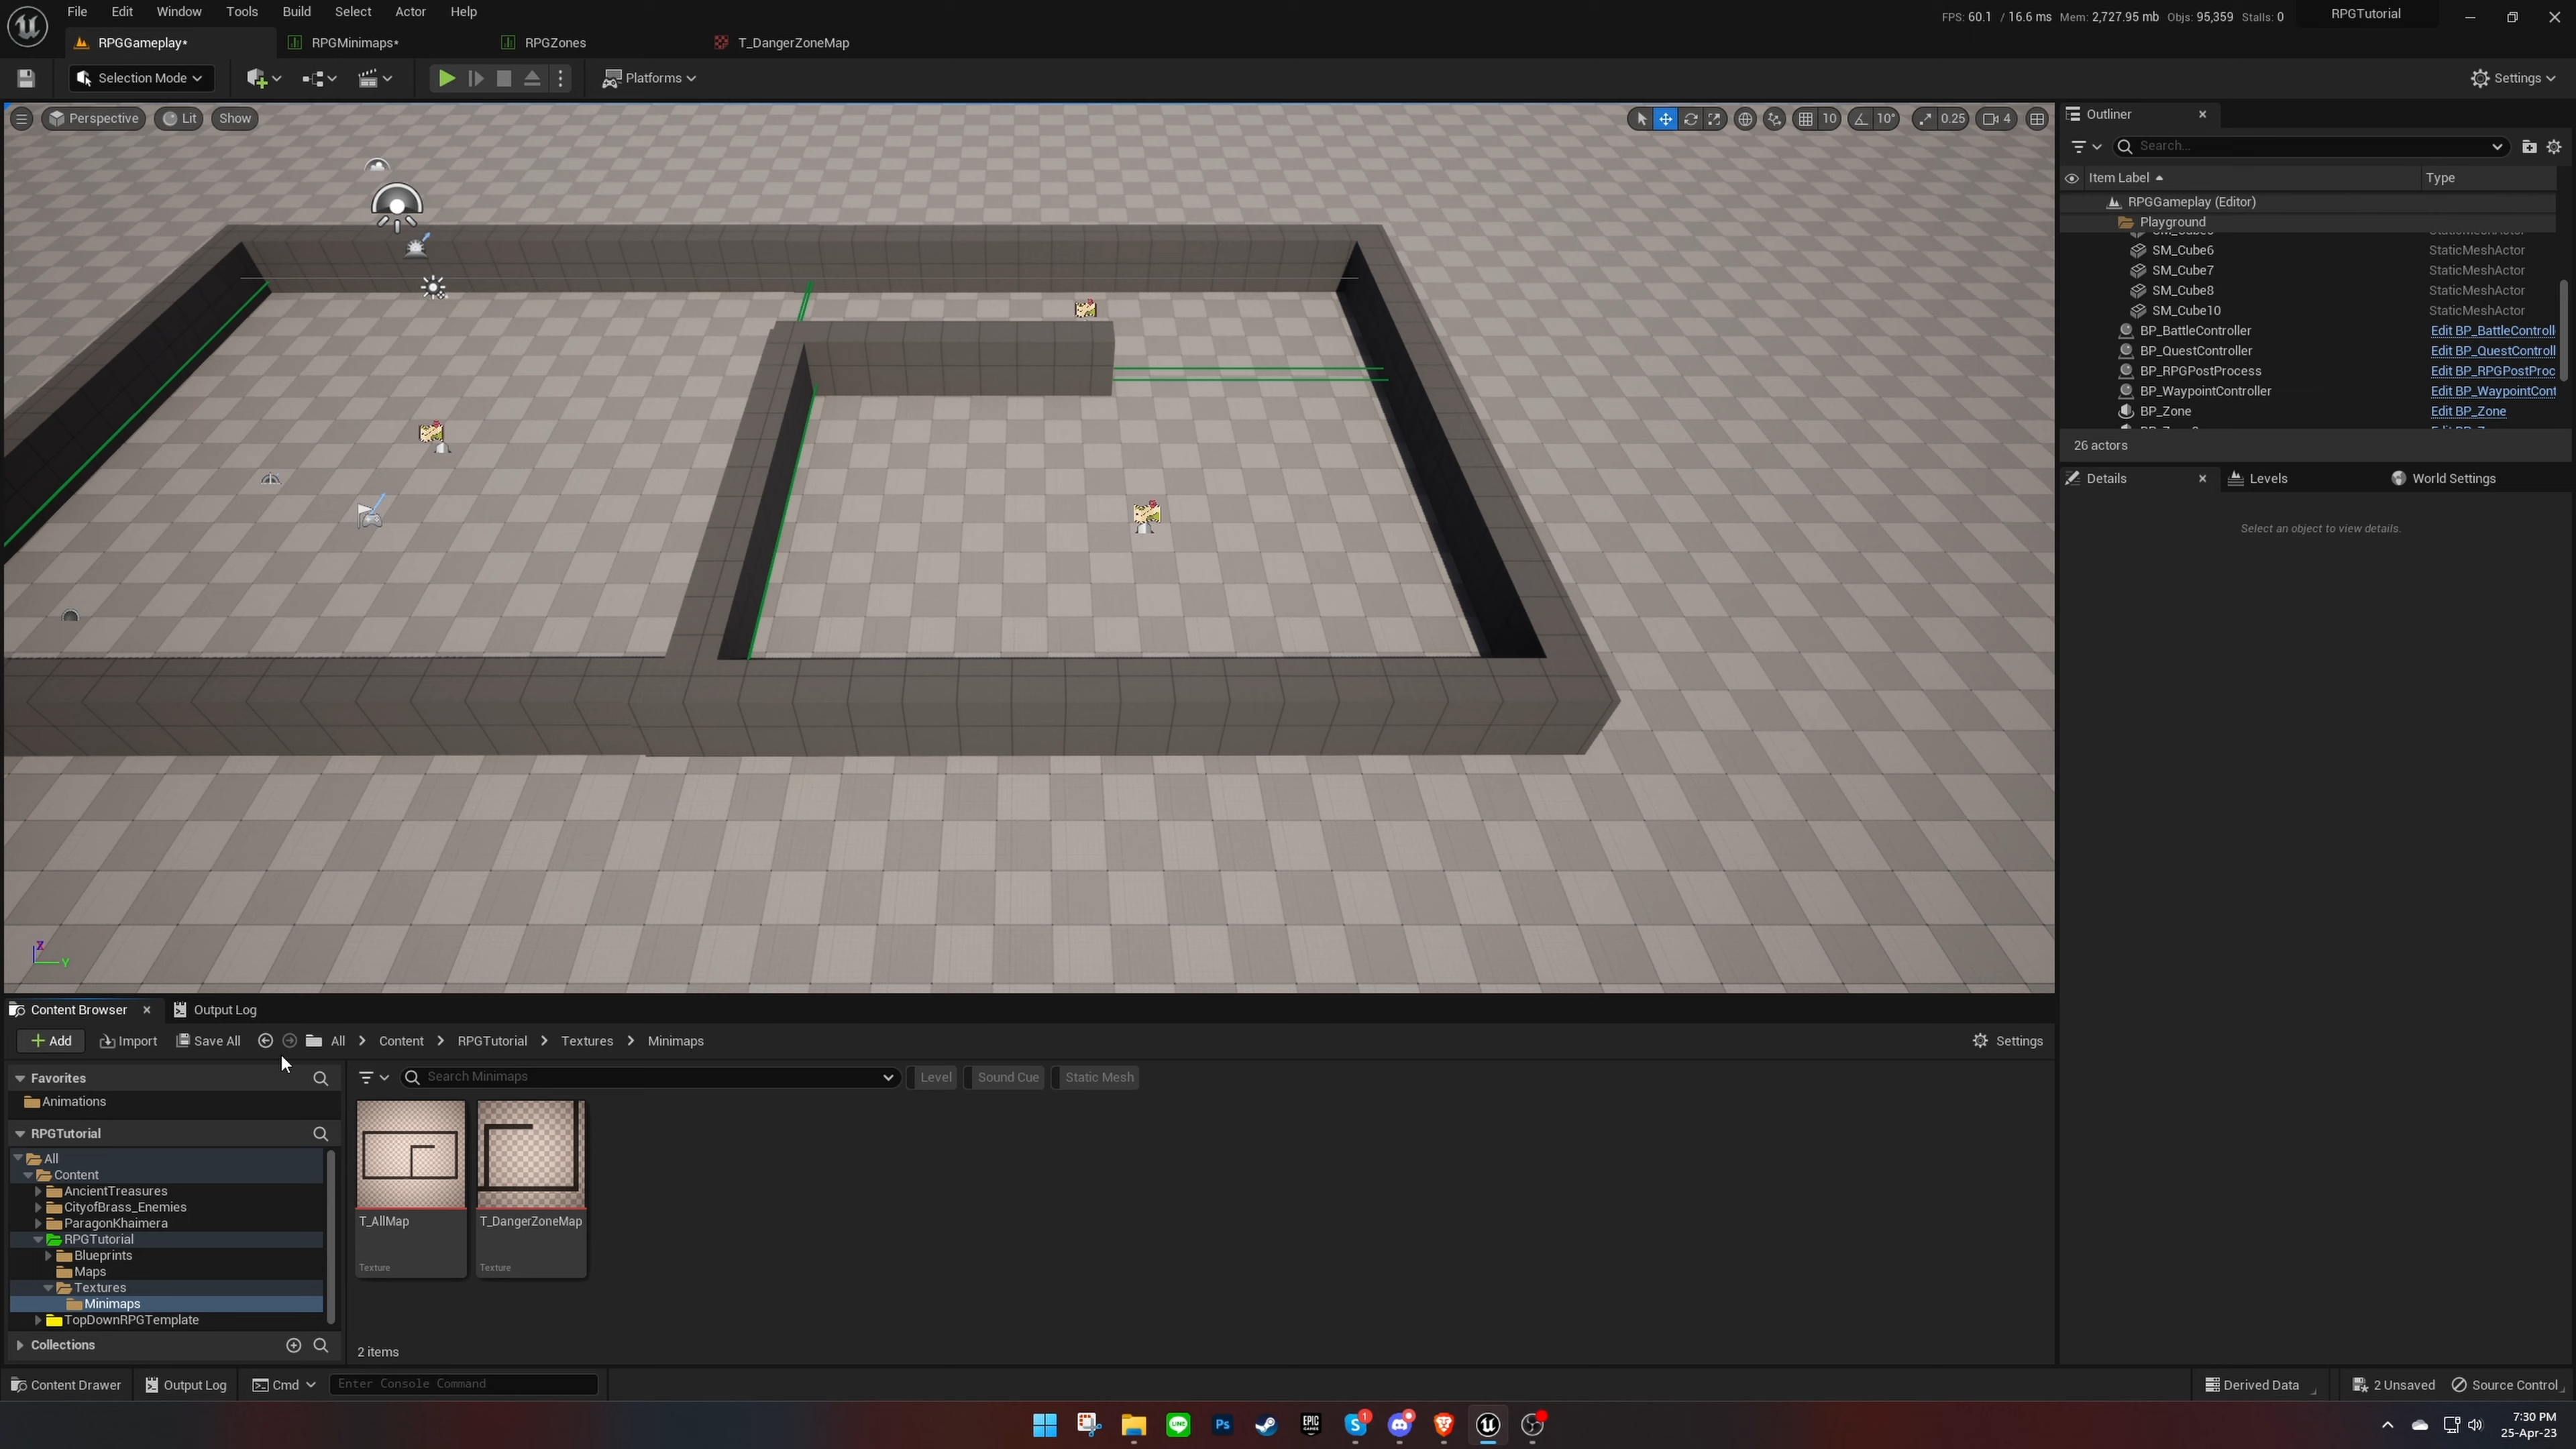 File Edit Window Tools Build Select Actor Help
FPS: 60.1 / 16.6 ms Mem: 2,727.95 mb Objs: 95,359 Stalls: 0
RPGTutorial
RPGGameplay*
RPGMinimaps*
RPGZones
T_DangerZoneMap
Selection Mode
Platforms
Settings
Perspective
Lit
Show
10
10°
0.25
4
Outliner
Search...
Item Label
Type
RPGGameplay (Editor)
Playground
SM_Cube6 StaticMeshActor
SM_Cube7 StaticMeshActor
SM_Cube8 StaticMeshActor
SM_Cube10 StaticMeshActor
BP_BattleController Edit BP_BattleControll
BP_QuestController Edit BP_QuestControll
BP_RPGPostProcess Edit BP_RPGPostProc
BP_WaypointController Edit BP_WaypointCont
BP_Zone Edit BP_Zone
26 actors
Details
Levels
World Settings
Select an object to view details.
Z
Y
Content Browser
Output Log
Add
Import
Save All
All
Content
RPGTutorial
Textures
Minimaps
Settings
Favorites
Animations
Search Minimaps
Level
Sound Cue
Static Mesh
RPGTutorial
All
Content
AncientTreasures
CityofBrass_Enemies
ParagonKhaimera
RPGTutorial
Blueprints
Maps
Textures
Minimaps
TopDownRPGTemplate
Collections
T_AllMap
Texture
T_DangerZoneMap
Texture
2 items
Content Drawer
Output Log
Cmd
Enter Console Command
Derived Data
2 Unsaved
Source Control
LINE
Ps
EPIC GAMES
S
1
7:30 PM
25-Apr-23